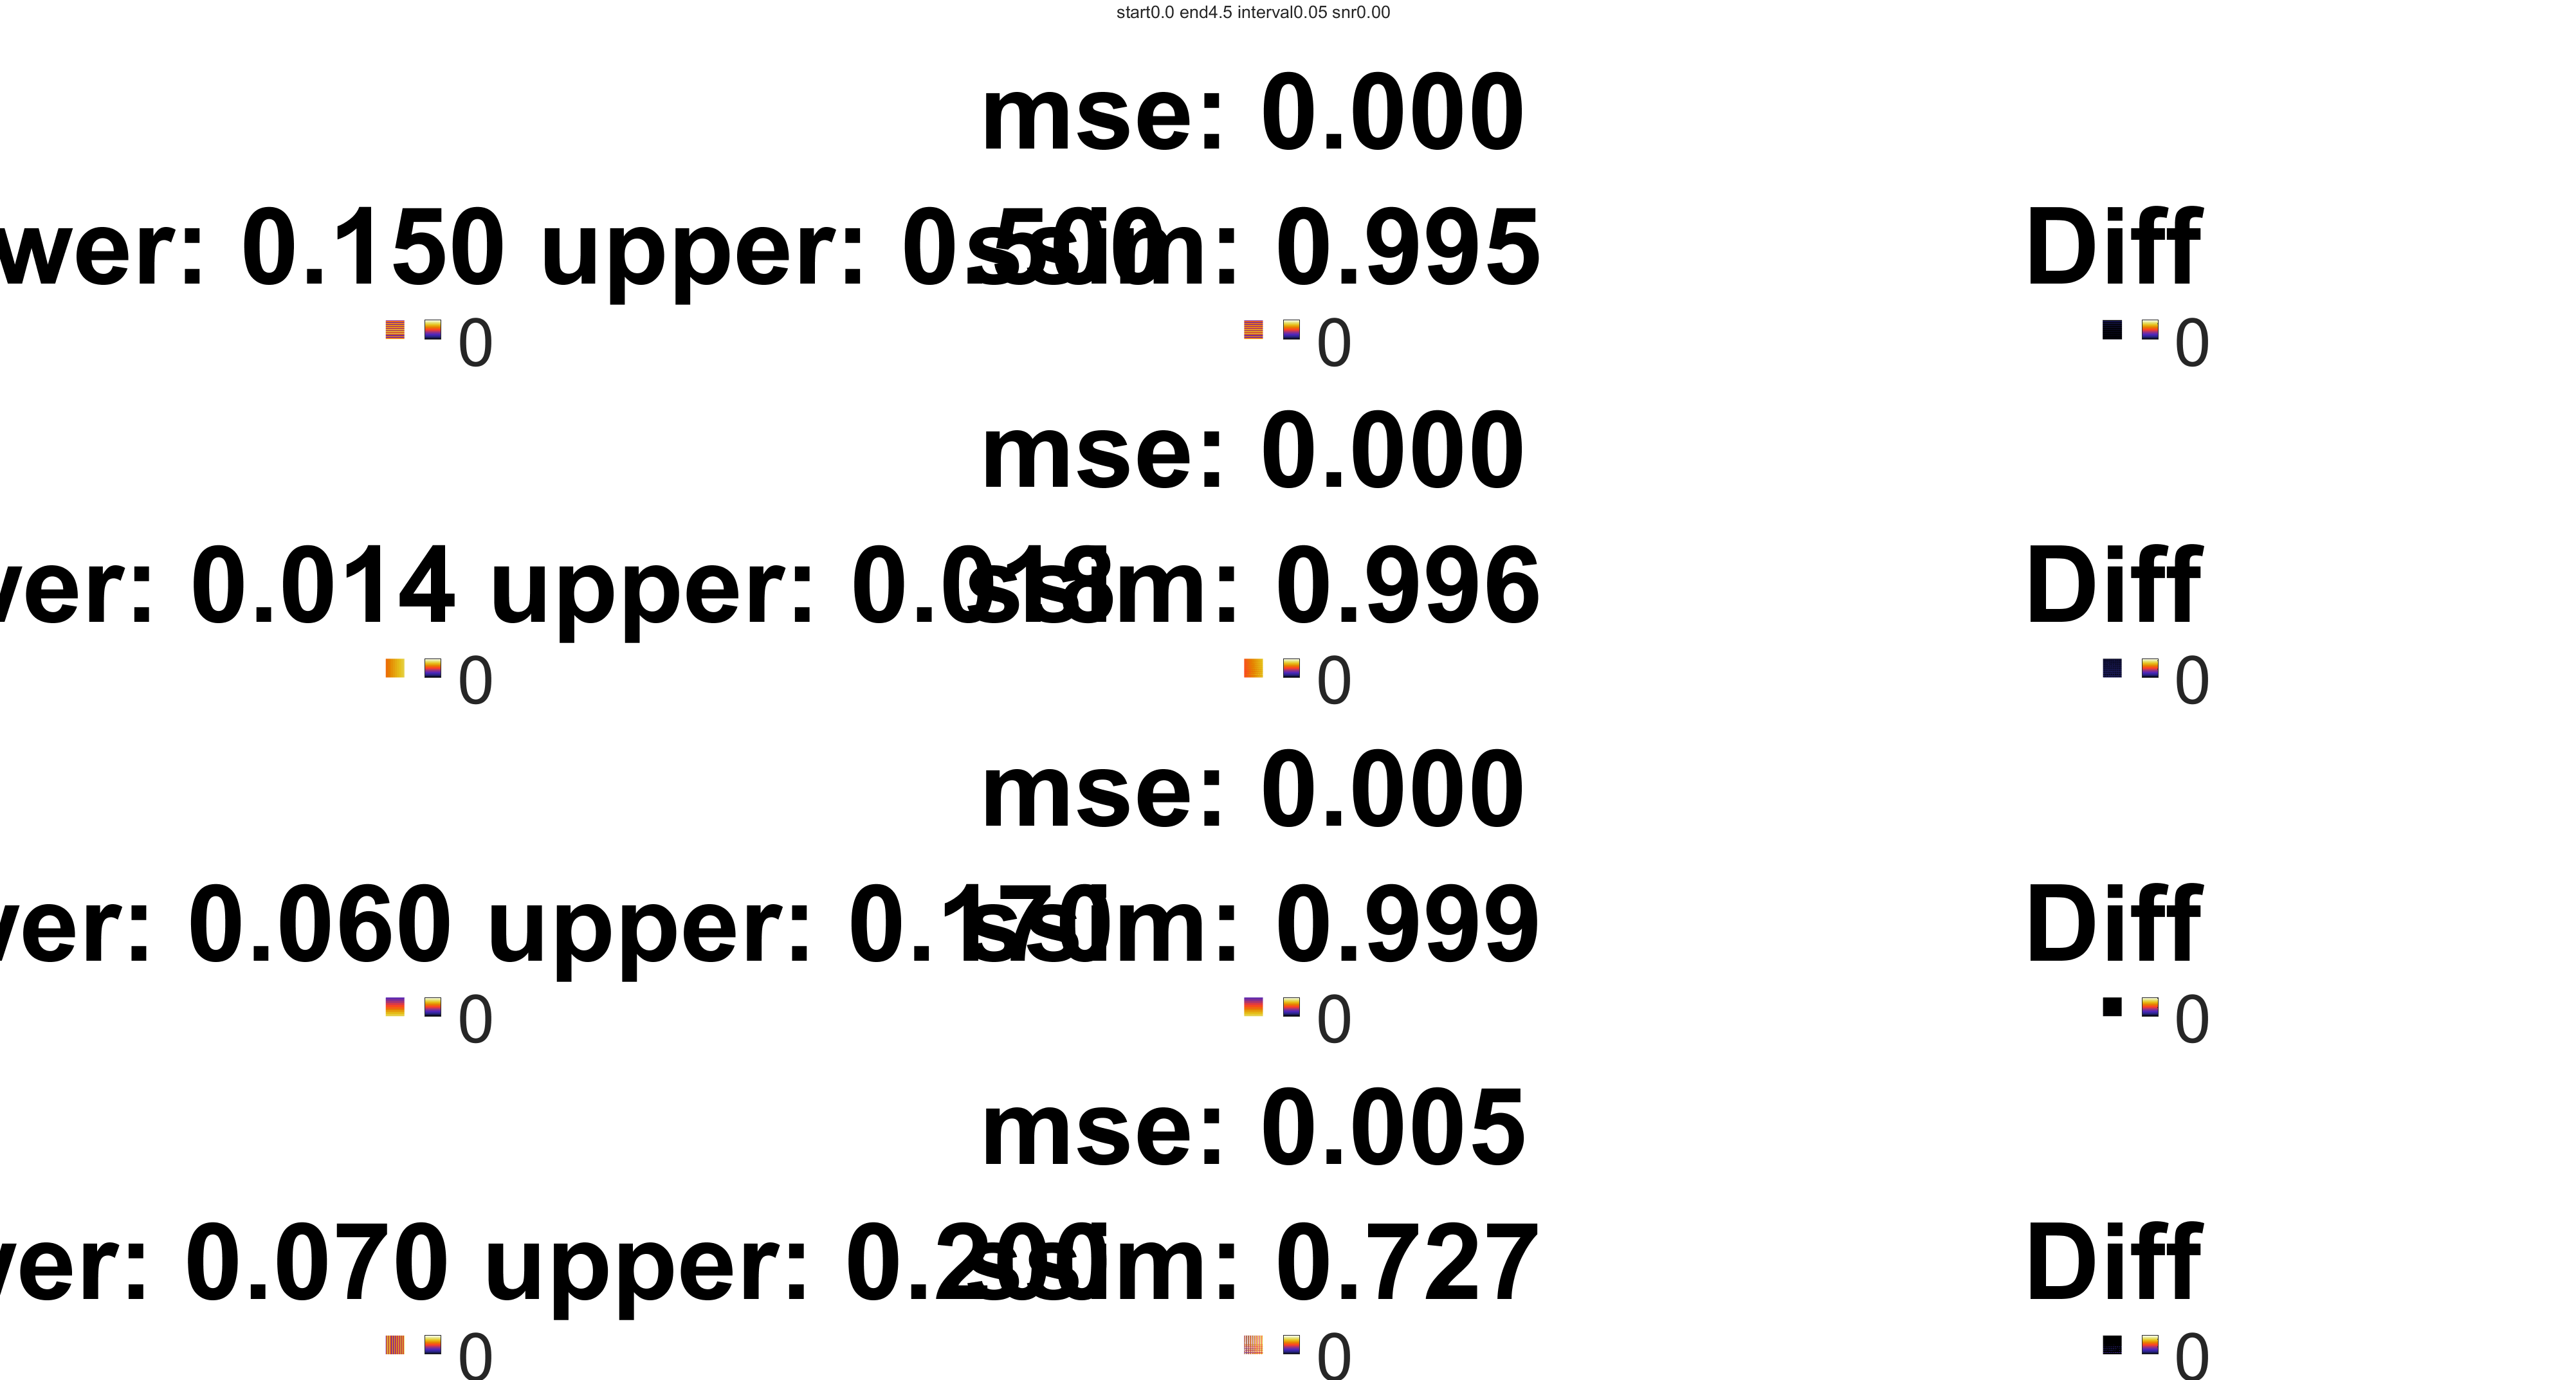 start0.0 end4.5 interval0.05 snr0.00
mse: 0.000
wer: 0.150 upper: 0.500 ssim: 0.995 Diff
0 0 0
mse: 0.000
ver: 0.014 upper: 0.018 ssim: 0.996 Diff
0 0 0
mse: 0.000
ver: 0.060 upper: 0.170 ssim: 0.999 Diff
0 0 0
mse: 0.005
ver: 0.070 upper: 0.200 ssim: 0.727 Diff
0 0 0